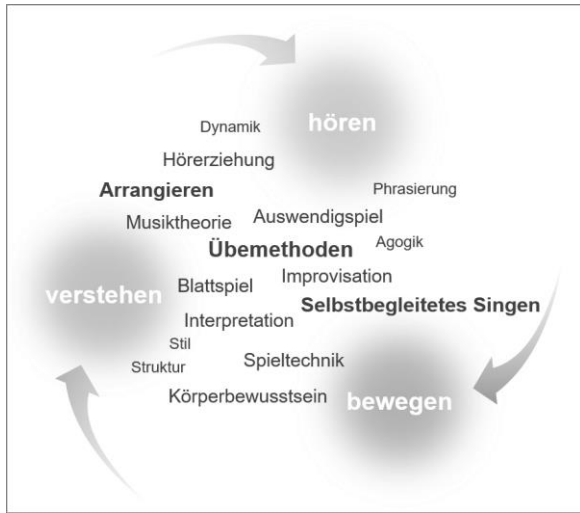 hören
Dynamik
Hörerziehung
Arrangieren
Phrasierung
Musiktheorie
Auswendigspiel
Übemethoden
Agogik
verstehen
Blattspiel
Improvisation
Selbstbegleitetes Singen
Interpretation
Stil
Struktur
Spieltechnik
Körperbewusstsein
bewegen